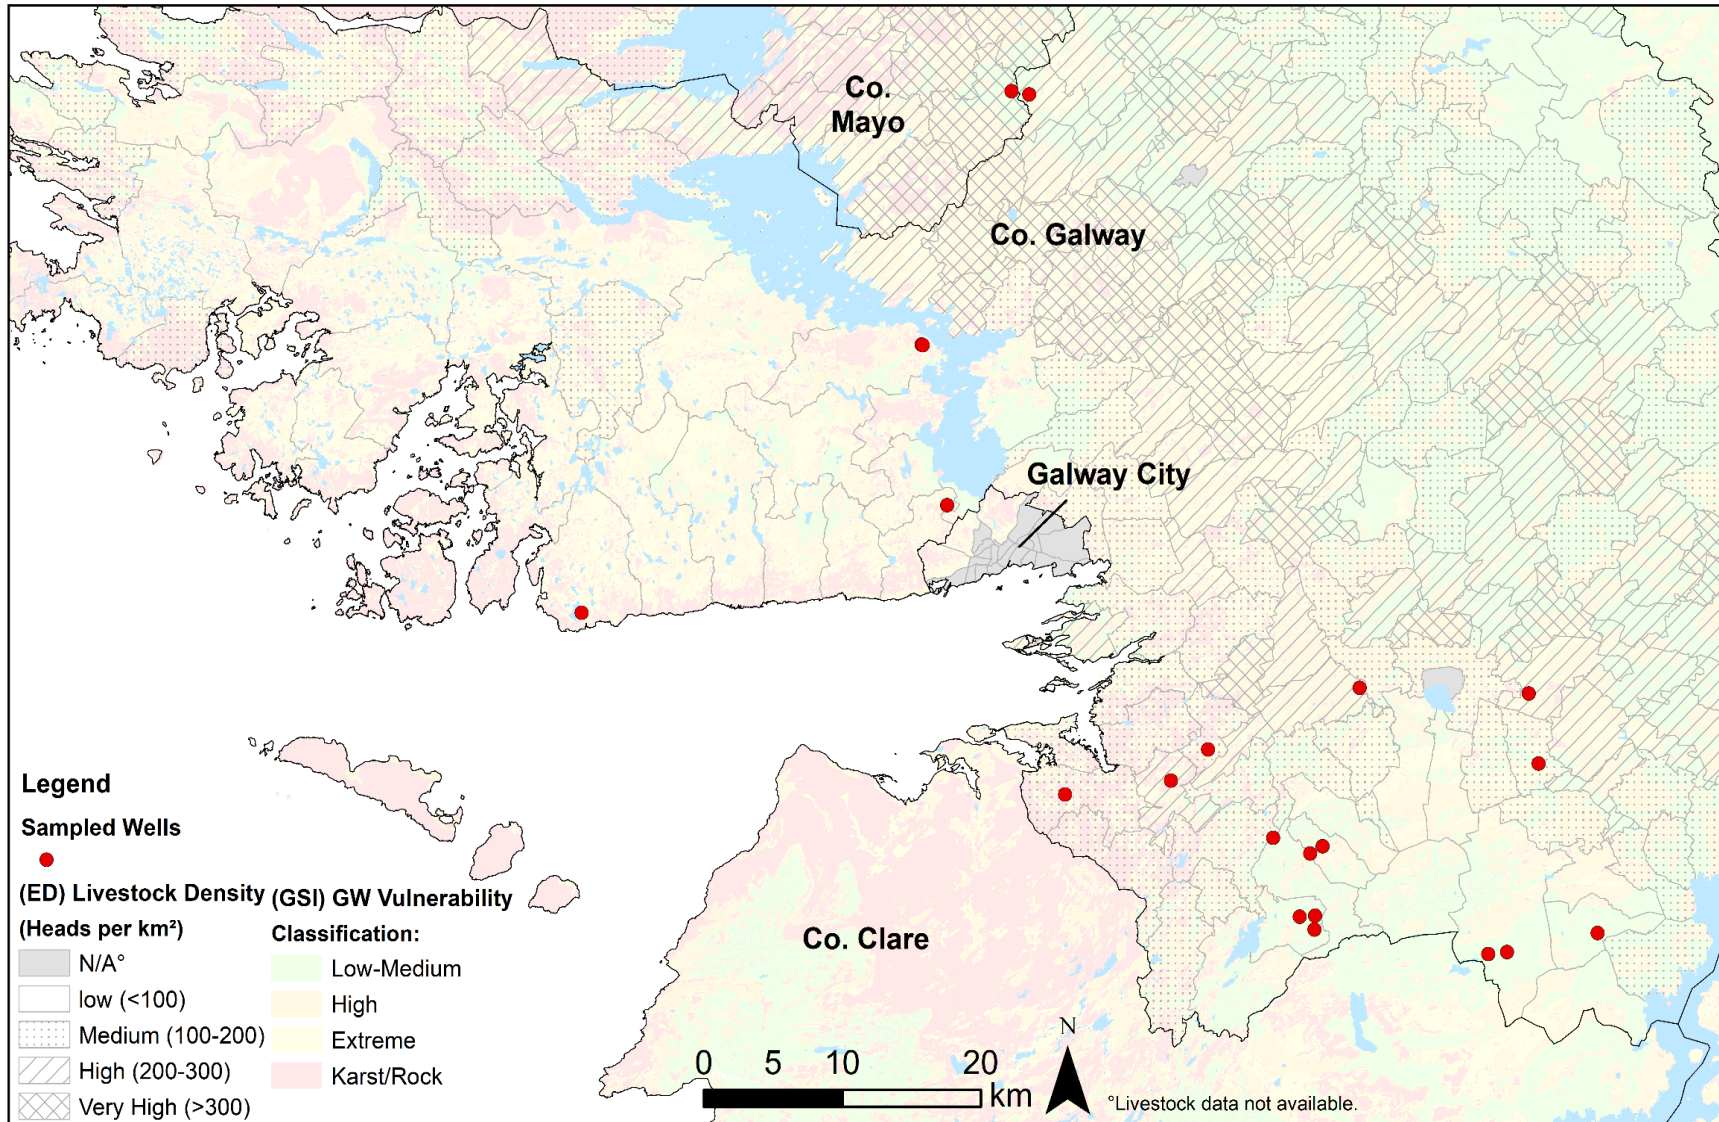 Co.
Mayo
Co. Galway
Galway City
Co. Clare
Legend
Sampled Wells
(ED) Livestock Density
(Heads per km²)
N/A°
low (<100)
Medium (100-200)
High (200-300)
Very High (>300)
(GSI) GW Vulnerability
Classification:
Low-Medium
High
Extreme
Karst/Rock
0 5 10 20
km
N
°Livestock data not available.